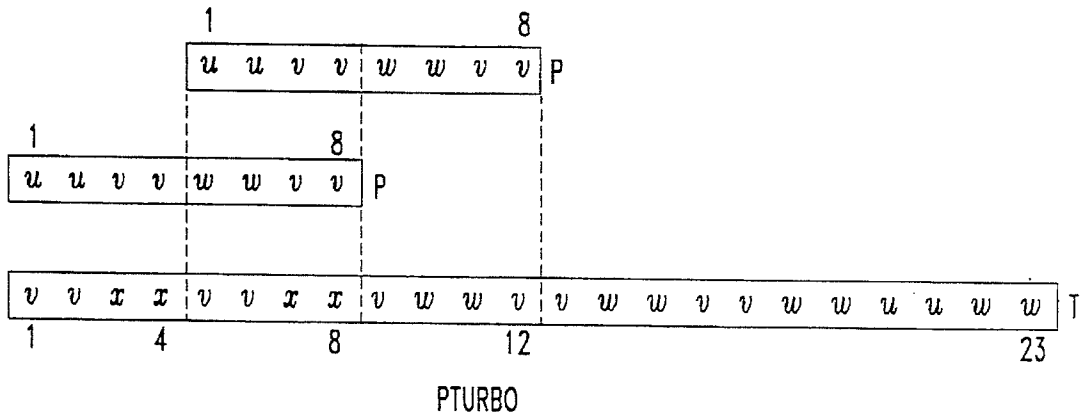 1 8
u u v v w w v v P
1 8
u u v v w w v v P
v v x x v v x x v w w v v w w v v w w u u w w T
1 4 8 12 23
PTURBO